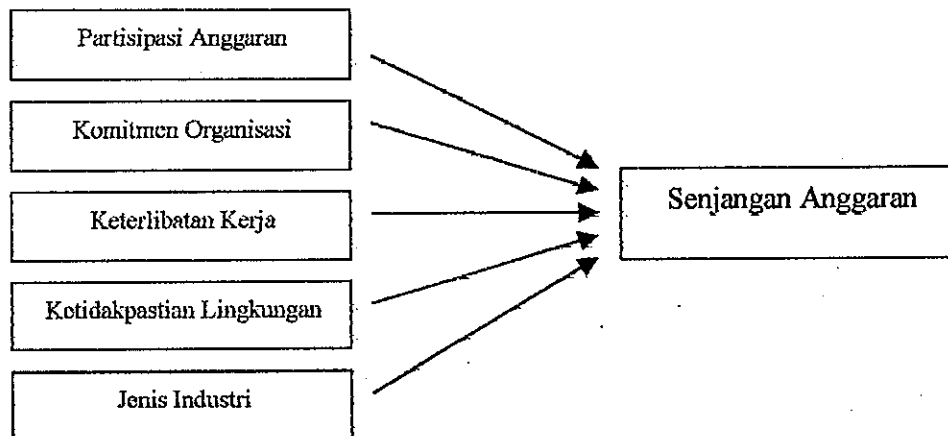 Partisipasi Anggaran
Komitmen Organisasi
Senjangan Anggaran
Keterlibatan Kerja
Ketidakpastian Lingkungan
Jenis Industri